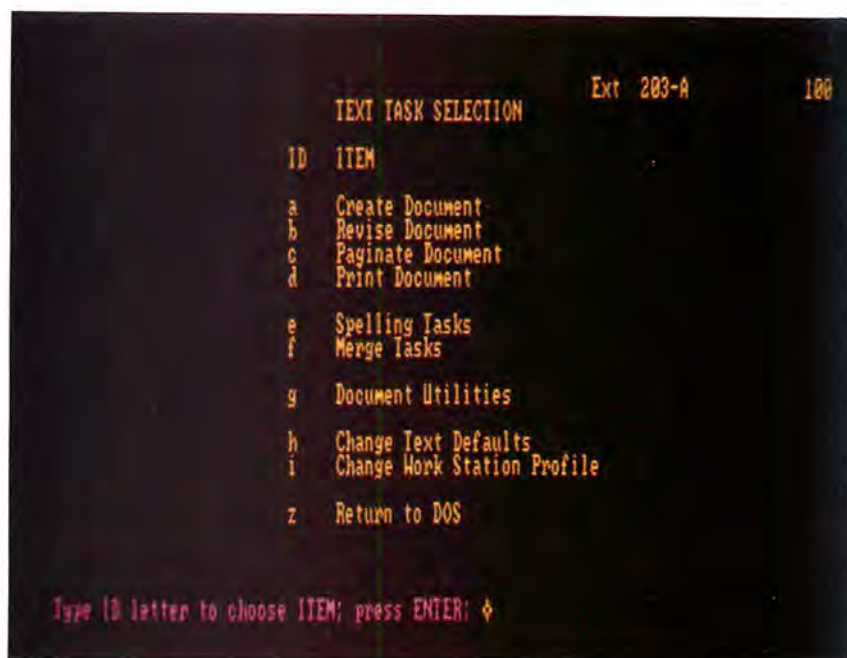 Ext 203-A 100
TEXT TASK SELECTION
ID ITEM
a Create Document
b Revise Document
c Paginate Document
d Print Document
e Spelling Tasks
f Merge Tasks
g Document Utilities
h Change Text Defaults
i Change Work Station Profile
z Return to DOS
Type ID letter to choose ITEM; press ENTER: